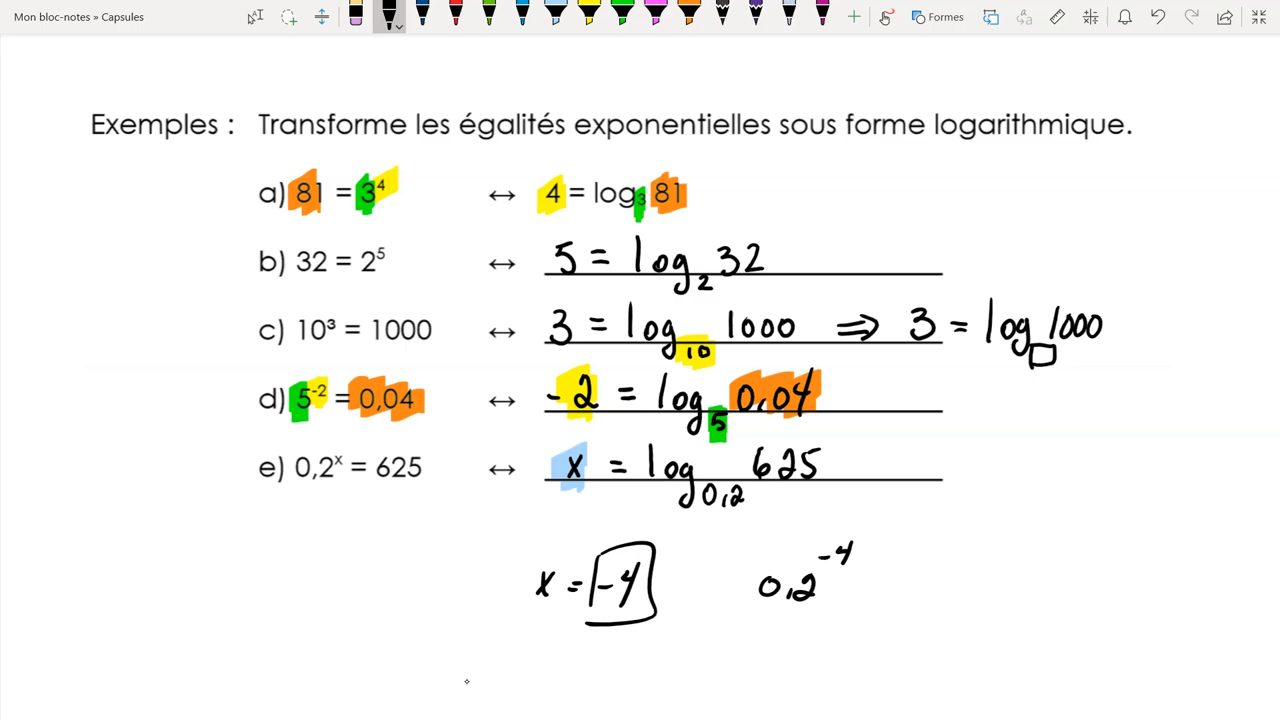 Mon bloc-notes » Capsules
Formes
Exemples : Transforme les égalités exponentielles sous forme logarithmique.
a) 81 = 3⁴ ↔ 4 = log₃ 81
b) 32 = 2⁵ ↔ 5 = log₂ 32
c) 10³ = 1000 ↔ 3 = log₁₀ 1000 ⇒ 3 = log 1000
d) 5⁻² = 0,04 ↔ -2 = log₅ 0,04
e) 0,2ˣ = 625 ↔ x = log₀,₂ 625
x = -4 0,2⁻⁴